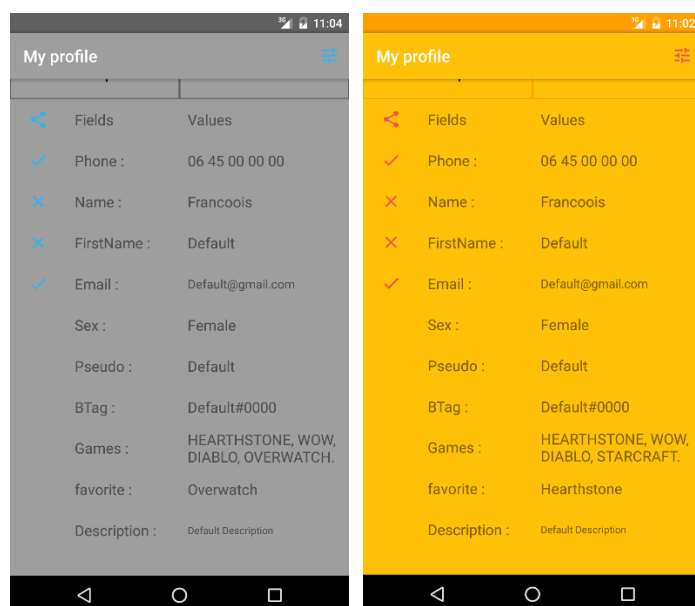 3G 11:04
My profile
Fields Values
Phone : 06 45 00 00 00
Name : Francoois
FirstName : Default
Email : Default@gmail.com
Sex : Female
Pseudo : Default
BTag : Default#0000
Games : HEARTHSTONE, WOW,
DIABLO, OVERWATCH.
favorite : Overwatch
Description : Default Description
3G 11:02
My profile
Fields Values
Phone : 06 45 00 00 00
Name : Francoois
FirstName : Default
Email : Default@gmail.com
Sex : Female
Pseudo : Default
BTag : Default#0000
Games : HEARTHSTONE, WOW,
DIABLO, STARCRAFT.
favorite : Hearthstone
Description : Default Description